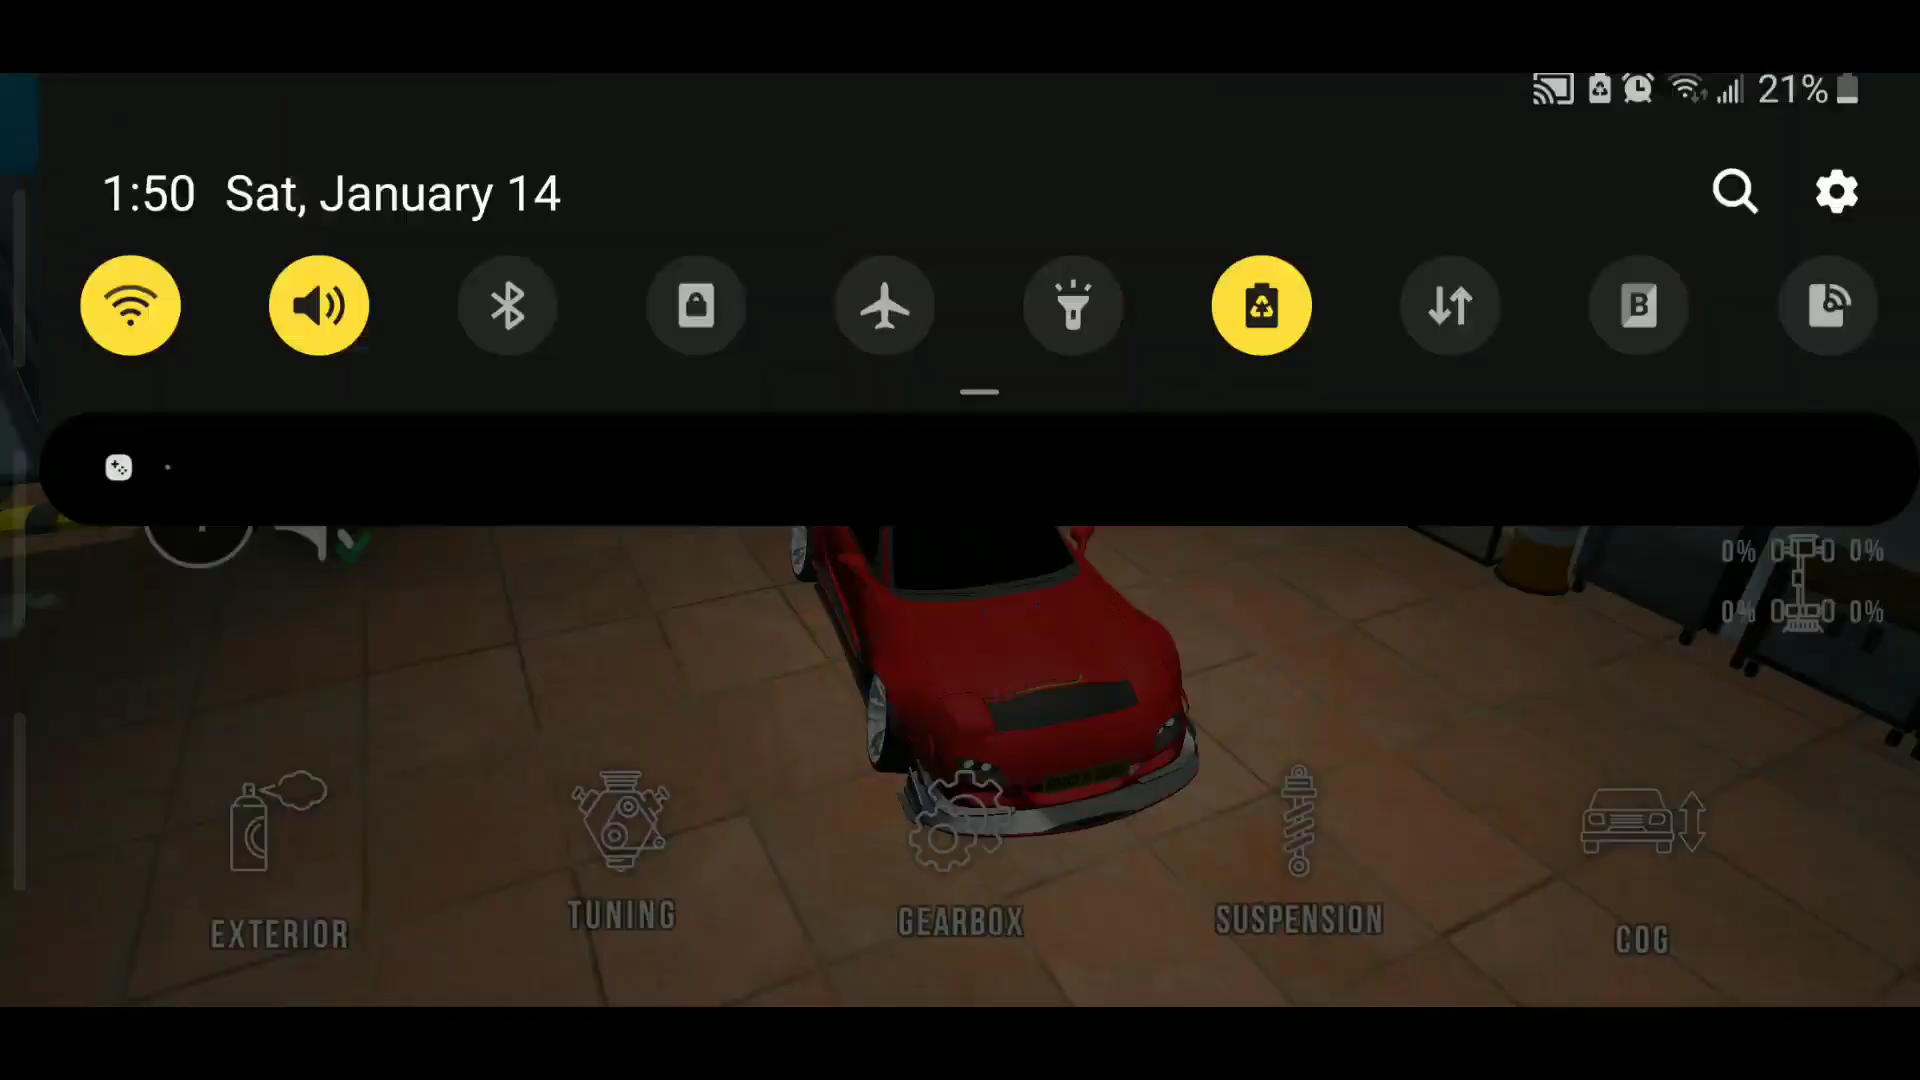 21%
1:50 Sat, January 14
B
0% 0%
0% 0%
EXTERIOR
TUNING
GEARBOX
SUSPENSION
COG